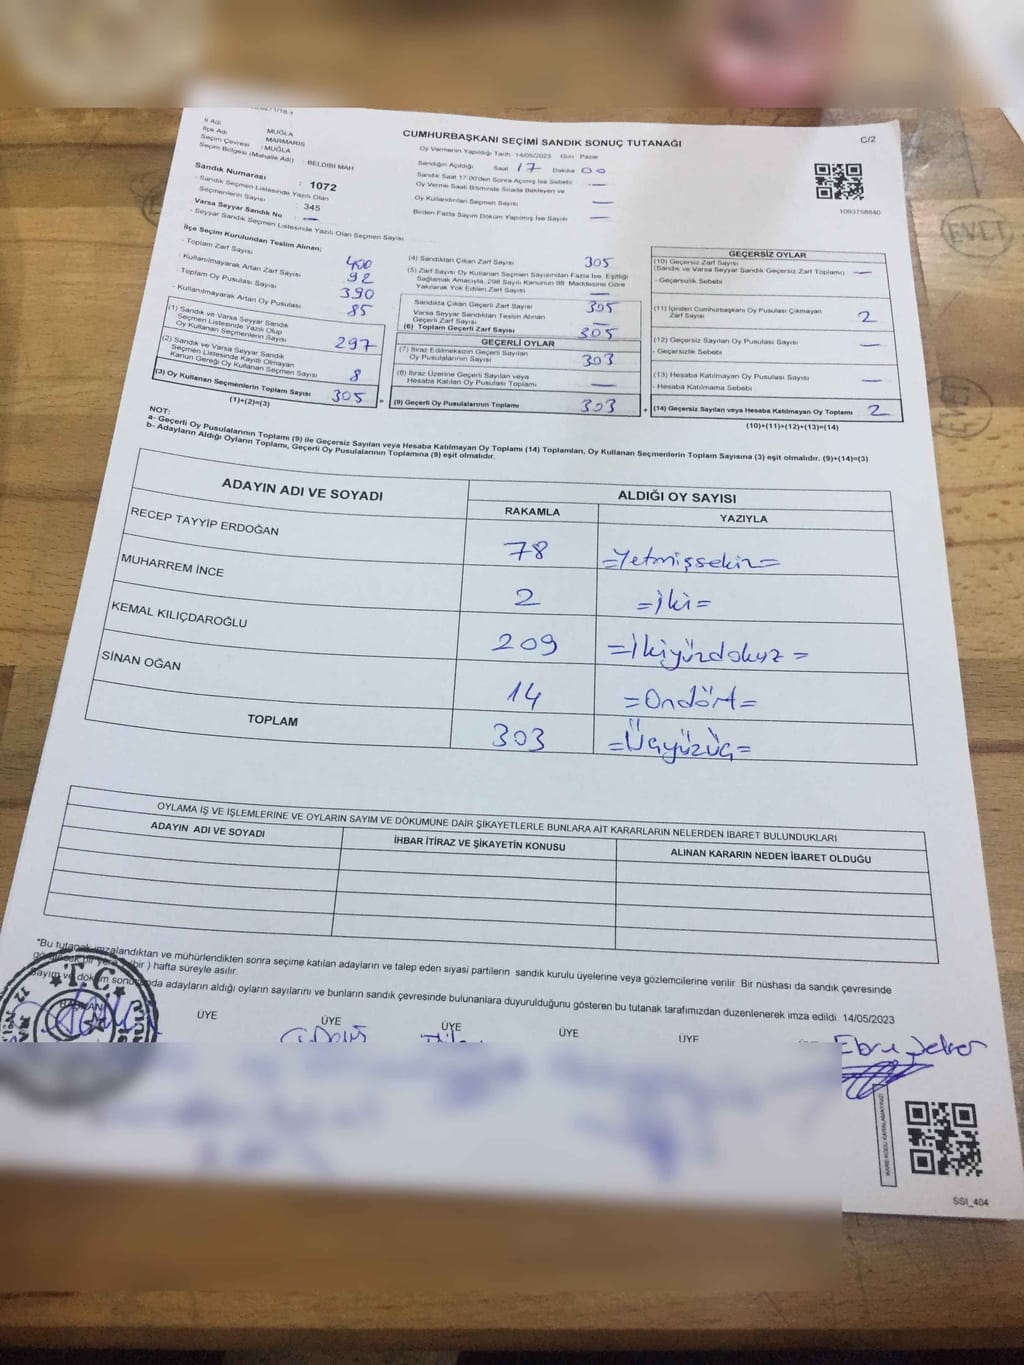 İl Adı
İlçe Adı MUĞLA
Seçim Çevresi MARMARİS
Seçim Bölgesi (Mahalle Adı) : MUĞLA
: BELDİBİ MAH
CUMHURBAŞKANI SEÇİMİ SANDIK SONUÇ TUTANAĞI
C/2
Oy Vermenin Yapıldığı Tarih :14/05/2023 Gün : Pazar
Sandığın Açıldığı Saat 17 Dakika 00
Sandık Saat 17:00'den Sonra Açılmış İse Sebebi —
Oy Verme Saati Bitiminde Sırada Bekleyen ve
Oy Kullandırılan Seçmen Sayısı —
Birden Fazla Sayım Döküm Yapılmış İse Sayısı —
1093758640
Sandık Numarası : 1072
- Sandık Seçmen Listesinde Yazılı Olan
Seçmenlerin Sayısı : 345
Varsa Seyyar Sandık No : —
- Seyyar Sandık Seçmen Listesinde Yazılı Olan Seçmen Sayısı
İlçe Seçim Kurulundan Teslim Alınan:
- Toplam Zarf Sayısı 400
- Kullanılmayarak Artan Zarf Sayısı 92
- Toplam Oy Pusulası Sayısı 390
- Kullanılmayarak Artan Oy Pusulası 85
(1) Sandık ve Varsa Seyyar Sandık
Seçmen Listesinde Yazılı Olup
Oy Kullanan Seçmenlerin Sayısı 297
(2) Sandık ve Varsa Seyyar Sandık
Seçmen Listesinde Kayıtlı Olmayan
Kanun Gereği Oy Kullanan Seçmen Sayısı 8
(3) Oy Kullanan Seçmenlerin Toplam Sayısı 305 =
(1)+(2)=(3)
(4) Sandıktan Çıkan Zarf Sayısı 305
(5) Zarf Sayısı Oy Kullanan Seçmen Sayısından Fazla İse, Eşitliği
Sağlamak Amacıyla, 298 Sayılı Kanunun 98. Maddesine Göre
Yakılarak Yok Edilen Zarf Sayısı —
Sandıkta Çıkan Geçerli Zarf Sayısı 305
Varsa Seyyar Sandıktan Teslim Alınan
Geçerli Zarf Sayısı —
(6) Toplam Geçerli Zarf Sayısı 305
GEÇERLİ OYLAR
(7) İtiraz Edilmeksizin Geçerli Sayılan
Oy Pusulalarının Sayısı 303
(8) İtiraz Üzerine Geçerli Sayılan veya
Hesaba Katılan Oy Pusulası Toplamı —
(9) Geçerli Oy Pusulalarının Toplamı 303 +
GEÇERSİZ OYLAR
(10) Geçersiz Zarf Sayısı
(Sandık ve Varsa Seyyar Sandık Geçersiz Zarf Toplamı) —
- Geçersizlik Sebebi
(11) İçinden Cumhurbaşkanı Oy Pusulası Çıkmayan
Zarf Sayısı 2
(12) Geçersiz Sayılan Oy Pusulası Sayısı —
- Geçersizlik Sebebi
(13) Hesaba Katılmayan Oy Pusulası Sayısı —
- Hesaba Katılmama Sebebi
(14) Geçersiz Sayılan veya Hesaba Katılmayan Oy Toplamı 2
(10)+(11)+(12)+(13)=(14)
NOT:
a- Geçerli Oy Pusulalarının Toplamı (9) ile Geçersiz Sayılan veya Hesaba Katılmayan Oy Toplamı (14) Toplamları, Oy Kullanan Seçmenlerin Toplam Sayısına (3) eşit olmalıdır. (9)+(14)=(3)
b- Adayların Aldığı Oyların Toplamı, Geçerli Oy Pusulalarının Toplamına (9) eşit olmalıdır.
ADAYIN ADI VE SOYADI ALDIĞI OY SAYISI
RAKAMLA YAZIYLA
RECEP TAYYİP ERDOĞAN 78 =Yetmişsekiz=
MUHARREM İNCE 2 =İki=
KEMAL KILIÇDAROĞLU 209 =İkiyüzdokuz=
SİNAN OĞAN 14 =Ondört=
TOPLAM 303 =Üçyüzüç=
OYLAMA İŞ VE İŞLEMLERİNE VE OYLARIN SAYIM VE DÖKÜMÜNE DAİR ŞİKAYETLERLE BUNLARA AİT KARARLARIN NELERDEN İBARET BULUNDUKLARI
ADAYIN ADI VE SOYADI İHBAR İTİRAZ VE ŞİKAYETİN KONUSU ALINAN KARARIN NEDEN İBARET OLDUĞU
*Bu tutanak imzalandıktan ve mühürlendikten sonra seçime katılan adayların ve talep eden siyasi partilerin sandık kurulu üyelerine veya gözlemcilerine verilir .Bir nüshası da sandık çevresinde
bir yere (bir ) hafta süreyle asılır.
Sayım ve döküm sonucunda adayların aldığı oyların sayılarını ve bunların sandık çevresinde bulunanlara duyurulduğunu gösteren bu tutanak tarafımızdan düzenlenerek imza edildi. 14/05/2023
BAŞKAN ÜYE ÜYE ÜYE ÜYE ÜYE
T.C.
Ebru Şeker
KARE KODU KARALAMAYINIZ
SSI_404
EVET
EVET